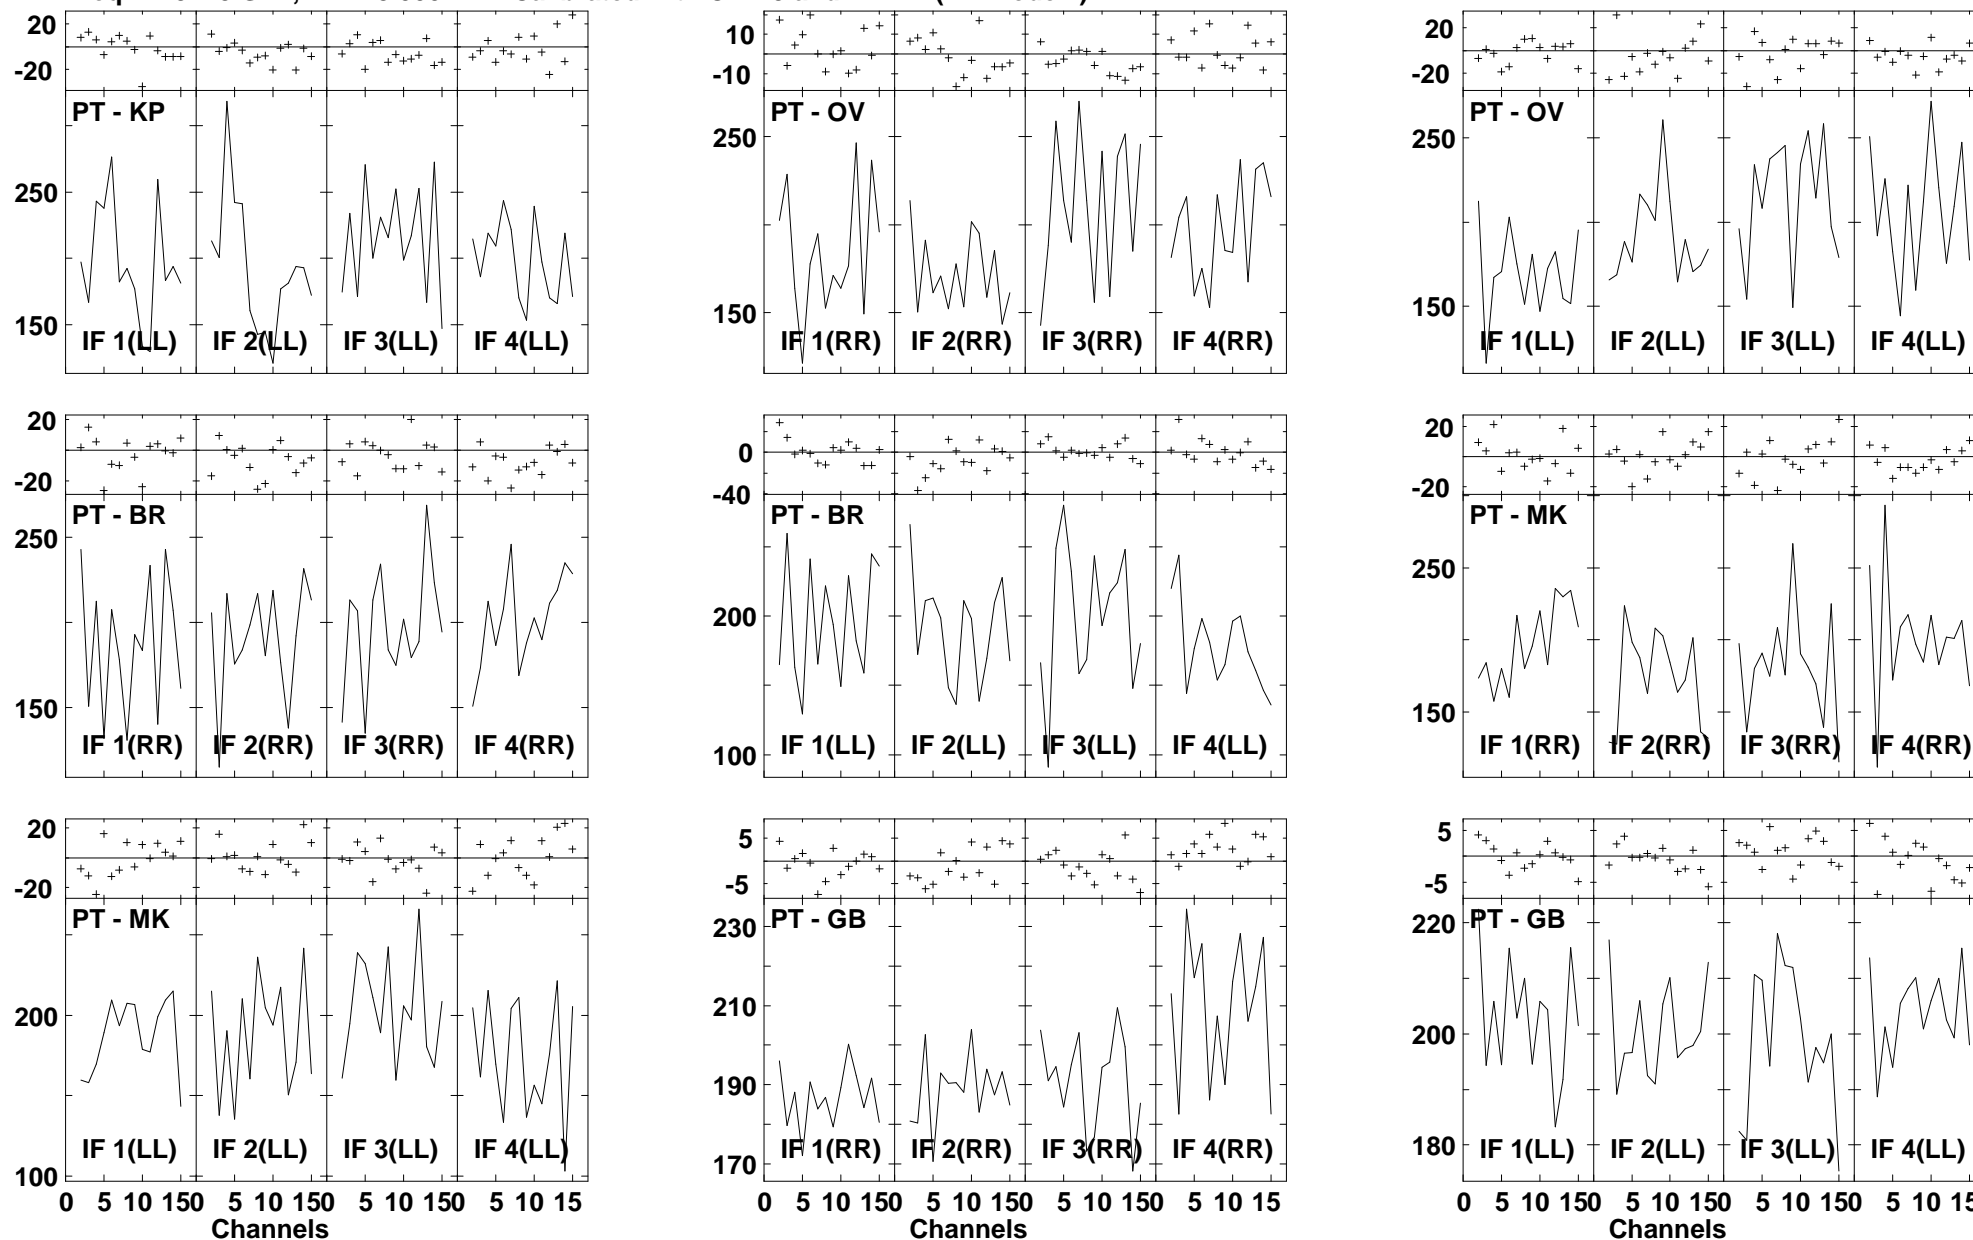 20
-20
PT - KP
250
150
IF 1(LL) IF 2(LL) IF 3(LL) IF 4(LL)
10
-10
PT - OV
250
150
IF 1(RR) IF 2(RR) IF 3(RR) IF 4(RR)
20
-20
PT - OV
250
150
IF 1(LL) IF 2(LL) IF 3(LL) IF 4(LL)
20
-20
PT - BR
250
150
IF 1(RR) IF 2(RR) IF 3(RR) IF 4(RR)
0
-40
PT - BR
200
100
IF 1(LL) IF 2(LL) IF 3(LL) IF 4(LL)
20
-20
PT - MK
250
150
IF 1(RR) IF 2(RR) IF 3(RR) IF 4(RR)
20
-20
PT - MK
200
100
IF 1(LL) IF 2(LL) IF 3(LL) IF 4(LL)
0 5 10 150 5 10 150 5 10 150 5 10 15
Channels
5
-5
PT - GB
230
210
190
170
IF 1(RR) IF 2(RR) IF 3(RR) IF 4(RR)
0 5 10 150 5 10 150 5 10 150 5 10 15
Channels
5
-5
PT - GB
220
200
180
IF 1(LL) IF 2(LL) IF 3(LL) IF 4(LL)
0 5 10 150 5 10 150 5 10 150 5 10 15
Channels